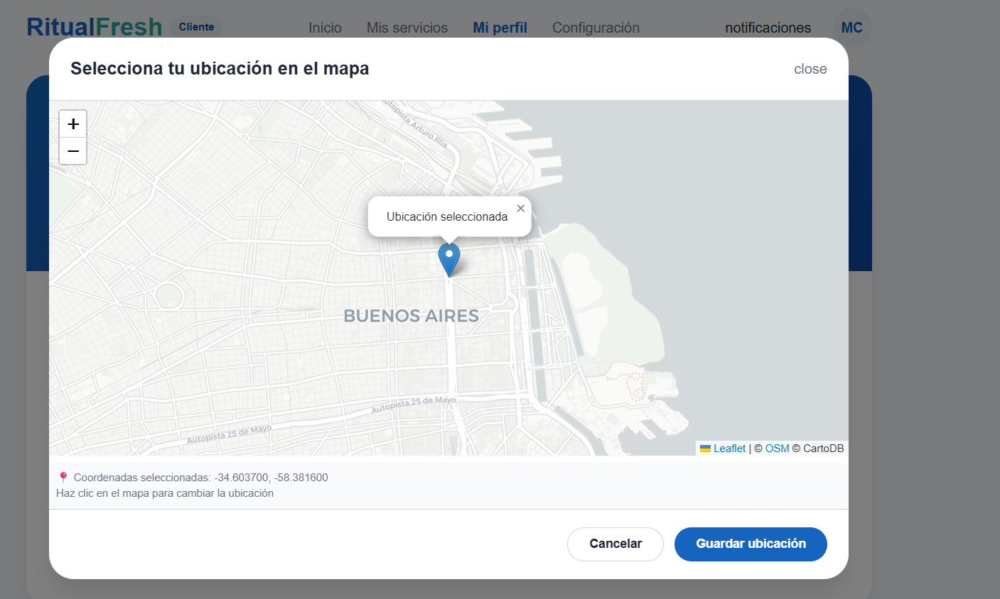 RitualFresh Cliente Inicio Mis servicios Mi perfil Configuración notificaciones MC
Selecciona tu ubicación en el mapa close
+
−
Autopista Arturo Illia
Ubicación seleccionada ×
BUENOS AIRES
Autopista 25 de Mayo
Autopista 25 de Mayo
Leaflet | © OSM © CartoDB
Coordenadas seleccionadas: -34.603700, -58.381600
Haz clic en el mapa para cambiar la ubicación
Cancelar Guardar ubicación